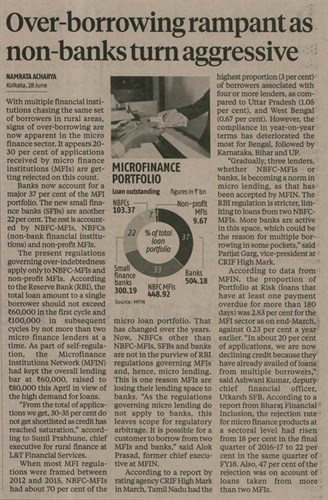 Over-borrowing rampant as
non-banks turn aggressive
NAMRATA ACHARYA
Kolkata, 28 June
With multiple financial insti-
tutions chasing the same set
of borrowers in rural areas,
signs of over-borrowing are
now apparent in the micro
finance sector. It appears 20-
30 per cent of applications
received by micro finance
institutions (MFIs) are get-
ting rejected on this count.
Banks now account for a
major 37 per cent of the MFI
portfolio. The new small fina-
nce banks (SFBs) are another
22 per cent. The rest is account-
ed by NBFC-MFIs, NBFCs
(non-bank financial institu-
tions) and non-profit MFIs.
The present regulations
governing over-indebtedness
apply only to NBFC-MFIs and
non-profit MFIs. According
to the Reserve Bank (RBI), the
total loan amount to a single
borrower should not exceed
₹60,000 in the first cycle and
₹100,000 in subsequent
cycles by not more than two
micro finance lenders at a
time. As part of self-regula-
tion, the Microfinance
Institutions Network (MFIN)
had kept the overall lending
bar at ₹60,000, raised to
₹80,000 this April in view of
the high demand for loans.
"From the total of applica-
tions we get, 30-35 per cent do
not get shortlisted as credit has
reached saturation," accord-
ing to Sunil Prabhune, chief
executive for rural finance at
L&T Financial Services.
When most MFI regula-
tions were framed between
2012 and 2015, NBFC-MFIs
had about 70 per cent of the
MICROFINANCE
PORTFOLIO
Loan outstanding figures in ₹ bn
NBFCs
103.37
Non-profit
MFIs
9.67
% of total
loan
portfolio
22
37
33
Small
finance
banks
300.19
Banks
504.18
NBFC
MFIs
448.92
Source: MFIN
micro loan portfolio. That
has changed over the years.
Now, NBFCs other than
NBFC-MFIs, SFBs and banks
are not in the purview of RBI
regulations governing MFIs
and, hence, micro lending.
This is one reason MFIs are
losing their lending space to
banks. "As the regulations
governing micro lending do
not apply to banks, this
leaves scope for regulatory
arbitrage. It is possible for a
customer to borrow from two
MFIs and banks," said Alok
Prasad, former chief execu-
tive at MFIN.
According to a report by
rating agency CRIF High Mark
in March, Tamil Nadu had the
highest proportion (3 per cent)
of borrowers associated with
four or more lenders, as com-
pared to Uttar Pradesh (1.06
per cent), and West Bengal
(0.67 per cent). However, the
compliance in year-on-year
terms has deteriorated the
most for Bengal, followed by
Karnataka, Bihar and UP.
"Gradually, three lenders,
whether NBFC-MFIs or
banks, is becoming a norm in
micro lending, as that has
been accepted by MFIN. The
RBI regulation is stricter, lim-
iting to loans from two NBFC-
MFIs. More banks are active
in this space, which could be
the reason for multiple bor-
rowing in some pockets," said
Parijat Garg, vice-president at
CRIF High Mark.
According to data from
MFIN, the proportion of
Portfolio at Risk (loans that
have at least one payment
overdue for more than 180
days) was 2.83 per cent for the
MFI sector as on end-March,
against 0.23 per cent a year
earlier. "In about 20 per cent
of applications, we are now
declining credit because they
have already availed of loans
from multiple borrowers,"
said Ashwani Kumar, deputy
chief financial officer,
Utkarsh SFB. According to a
report from Bharat Financial
Inclusion, the rejection rate
for micro finance products at
a sectoral level had risen
from 18 per cent in the final
quarter of 2016-17 to 22 per
cent in the same quarter of
FY18. Also, 47 per cent of the
rejection was on account of
loans taken from more
than two MFIs.